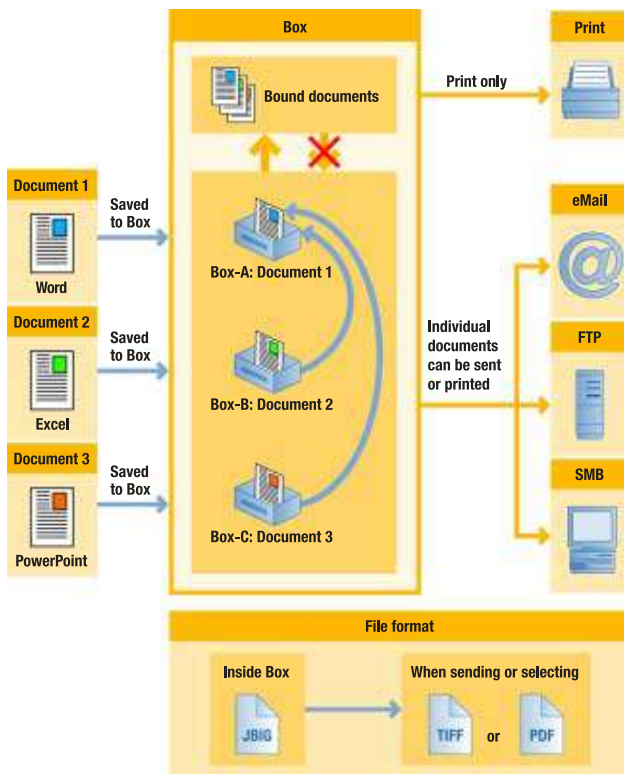 Box
Print
Bound documents
Print only
Document 1
Saved
to Box
Word
Box-A: Document 1
eMail
@
Document 2
Saved
to Box
Excel
Box-B: Document 2
Individual
documents
can be sent
or printed
FTP
Document 3
Saved
to Box
PowerPoint
Box-C: Document 3
SMB
File format
Inside Box
When sending or selecting
JBIG
TIFF
or
PDF